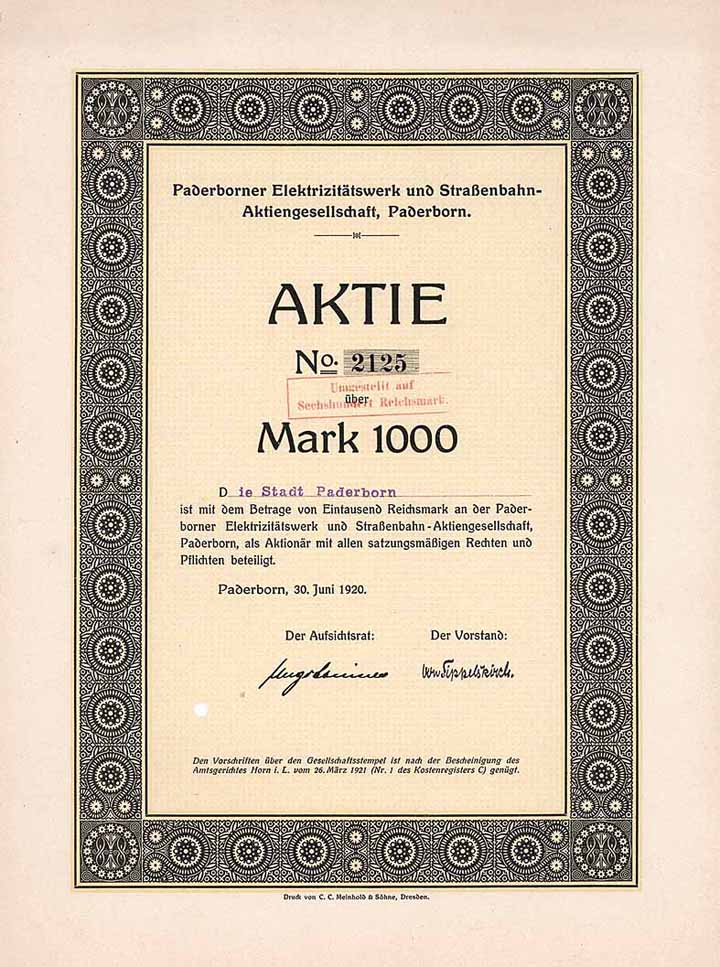 Paderborner Elektrizitätswerk und Straßenbahn-
Aktiengesellschaft, Paderborn.
AKTIE
No. 2125
Umgestellt auf
Sechshundert Reichsmark.
über
Mark 1000
D ie Stadt Paderborn
ist mit dem Betrage von Eintausend Reichsmark an der Pader-
borner Elektrizitätswerk und Straßenbahn-Aktiengesellschaft,
Paderborn, als Aktionär mit allen satzungsmäßigen Rechten und
Pflichten beteiligt.
Paderborn, 30. Juni 1920.
Der Aufsichtsrat: Der Vorstand:
von Tippelskirch.
Den Vorschriften über den Gesellschaftsstempel ist nach der Bescheinigung des
Amtsgerichtes Horn i. L. vom 26. März 1921 (Nr. 1 des Kostenregisters C) genügt.
Druck von C. C. Meinhold & Söhne, Dresden.